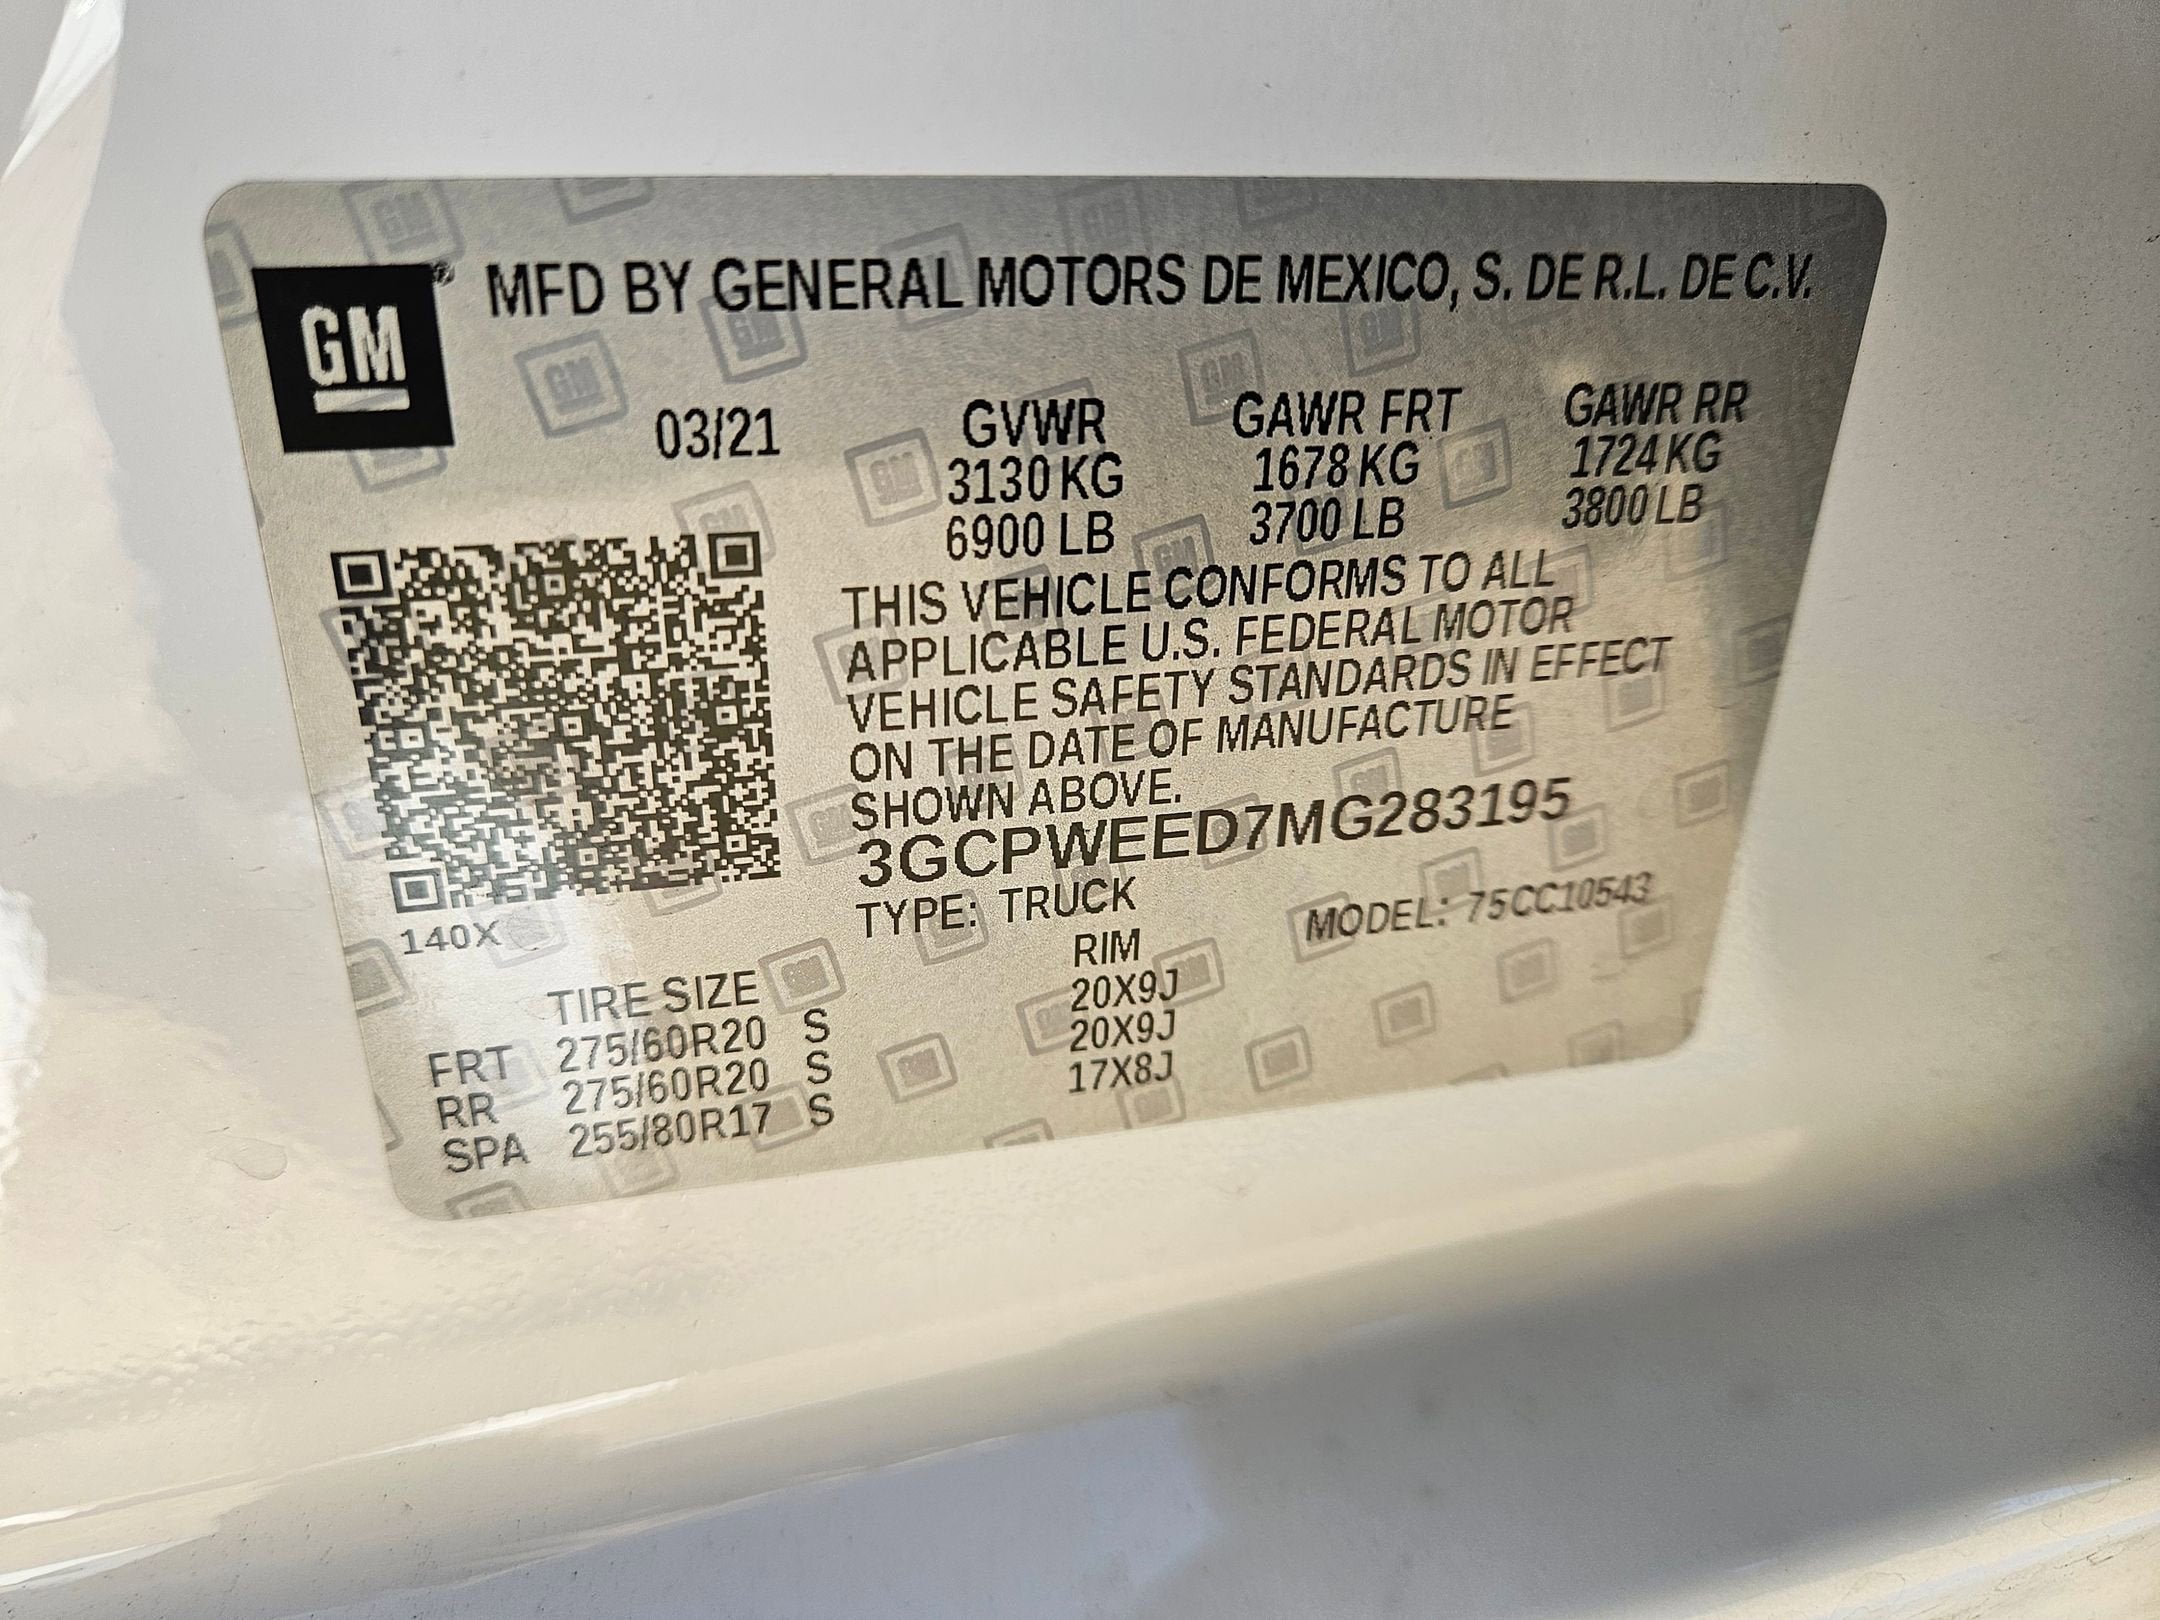 GM® MFD BY GENERAL MOTORS DE MEXICO, S. DE R.L. DE C.V.
03/21 GVWR GAWR FRT GAWR RR
3130 KG 1678 KG 1724 KG
6900 LB 3700 LB 3800 LB
THIS VEHICLE CONFORMS TO ALL
APPLICABLE U.S. FEDERAL MOTOR
VEHICLE SAFETY STANDARDS IN EFFECT
ON THE DATE OF MANUFACTURE
SHOWN ABOVE.
3GCPWEED7MG283195
TYPE: TRUCK MODEL: 75CC10543
140X
TIRE SIZE RIM
FRT 275/60R20 S 20X9J
RR 275/60R20 S 20X9J
SPA 255/80R17 S 17X8J